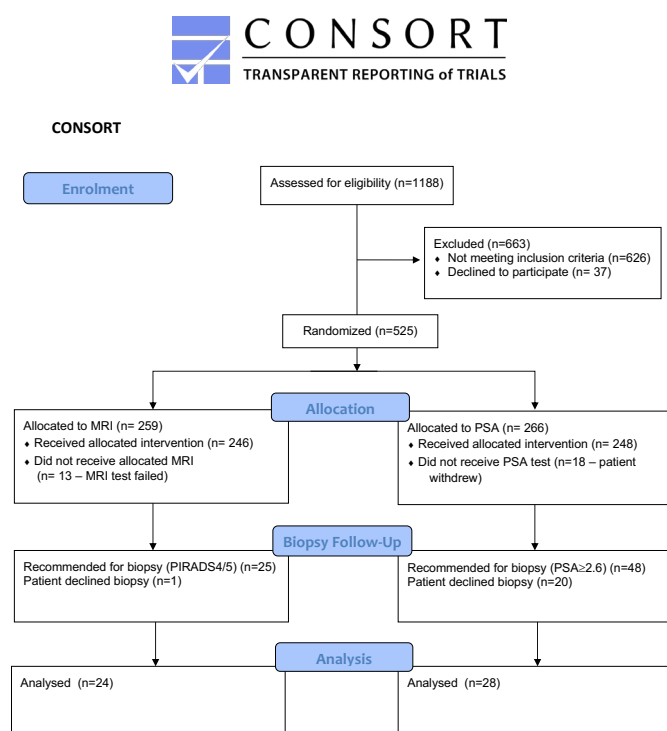 CONSORT
TRANSPARENT REPORTING of TRIALS
CONSORT
Enrolment
Assessed for eligibility (n=1188)
Excluded (n=663)
♦ Not meeting inclusion criteria (n=626)
♦ Declined to participate (n= 37)
Randomized (n=525)
Allocation
Allocated to MRI (n= 259)
♦ Received allocated intervention (n= 246)
♦ Did not receive allocated MRI
(n= 13 – MRI test failed)
Allocated to PSA (n= 266)
♦ Received allocated intervention (n= 248)
♦ Did not receive PSA test (n=18 – patient
withdrew)
Biopsy Follow-Up
Recommended for biopsy (PIRADS4/5) (n=25)
Patient declined biopsy (n=1)
Recommended for biopsy (PSA≥2.6) (n=48)
Patient declined biopsy (n=20)
Analysis
Analysed (n=24)
Analysed (n=28)